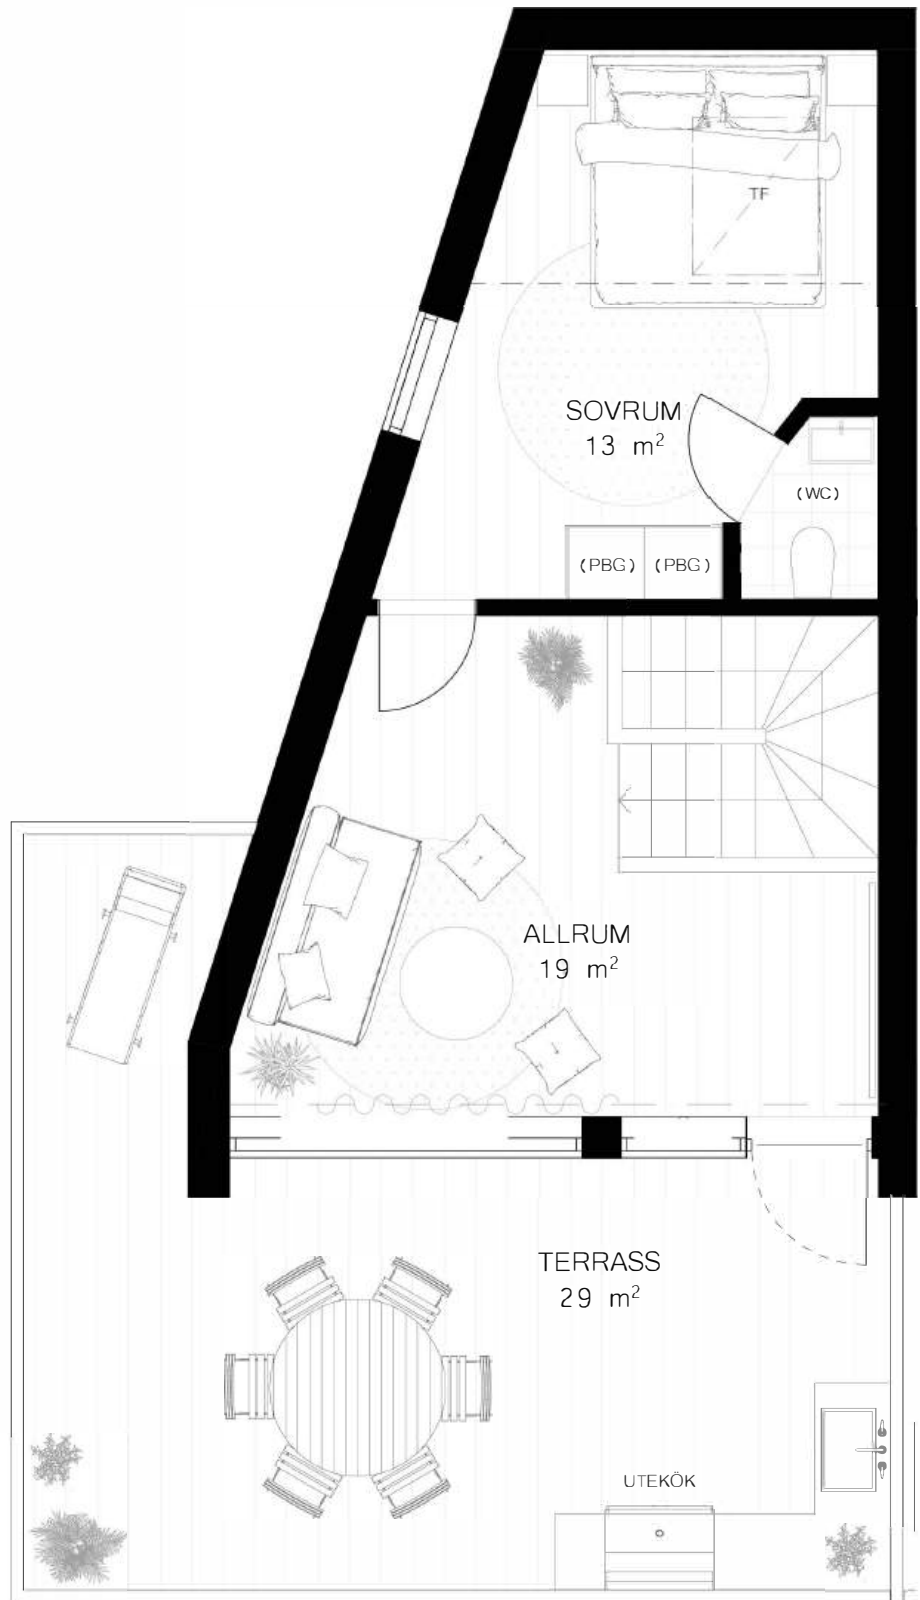 TF
SOVRUM
13 m²
(WC)
(PBG) (PBG)
ALLRUM
19 m²
TERRASS
29 m²
UTEKÖK